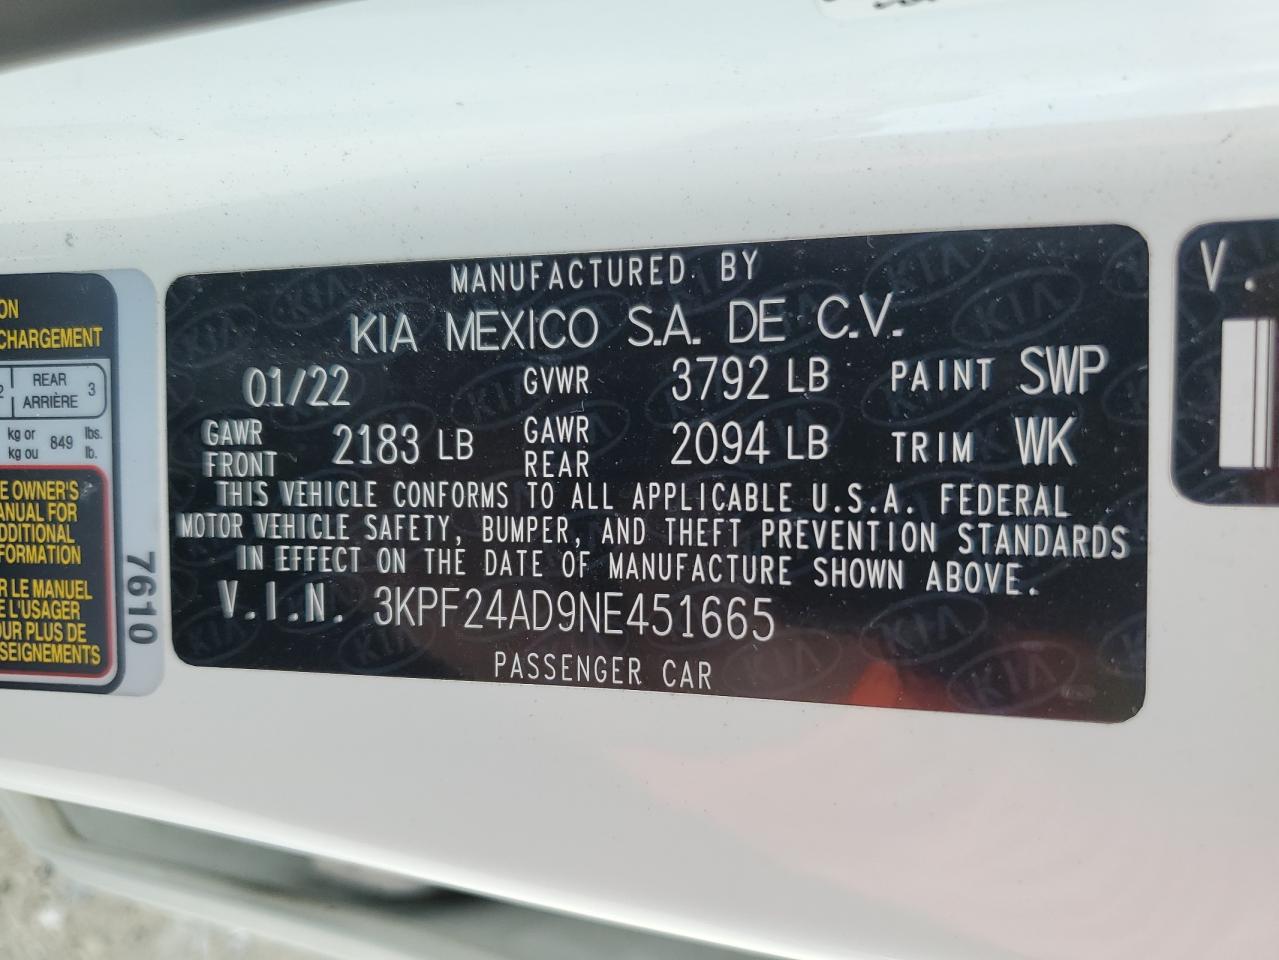 MANUFACTURED BY
KIA MEXICO S.A. DE C.V.
01/22 GVWR 3792 LB PAINT SWP
GAWR FRONT 2183 LB GAWR REAR 2094 LB TRIM WK
THIS VEHICLE CONFORMS TO ALL APPLICABLE U.S.A. FEDERAL
MOTOR VEHICLE SAFETY, BUMPER, AND THEFT PREVENTION STANDARDS
IN EFFECT ON THE DATE OF MANUFACTURE SHOWN ABOVE.
V.I.N. 3KPF24AD9NE451665
PASSENGER CAR
ON
CHARGEMENT
REAR 3
ARRIÈRE
kg or 849 lbs.
kg ou lb.
E OWNER'S
ANUAL FOR
DDITIONAL
FORMATION
R LE MANUEL
E L'USAGER
OUR PLUS DE
SEIGNEMENTS
7610
V.